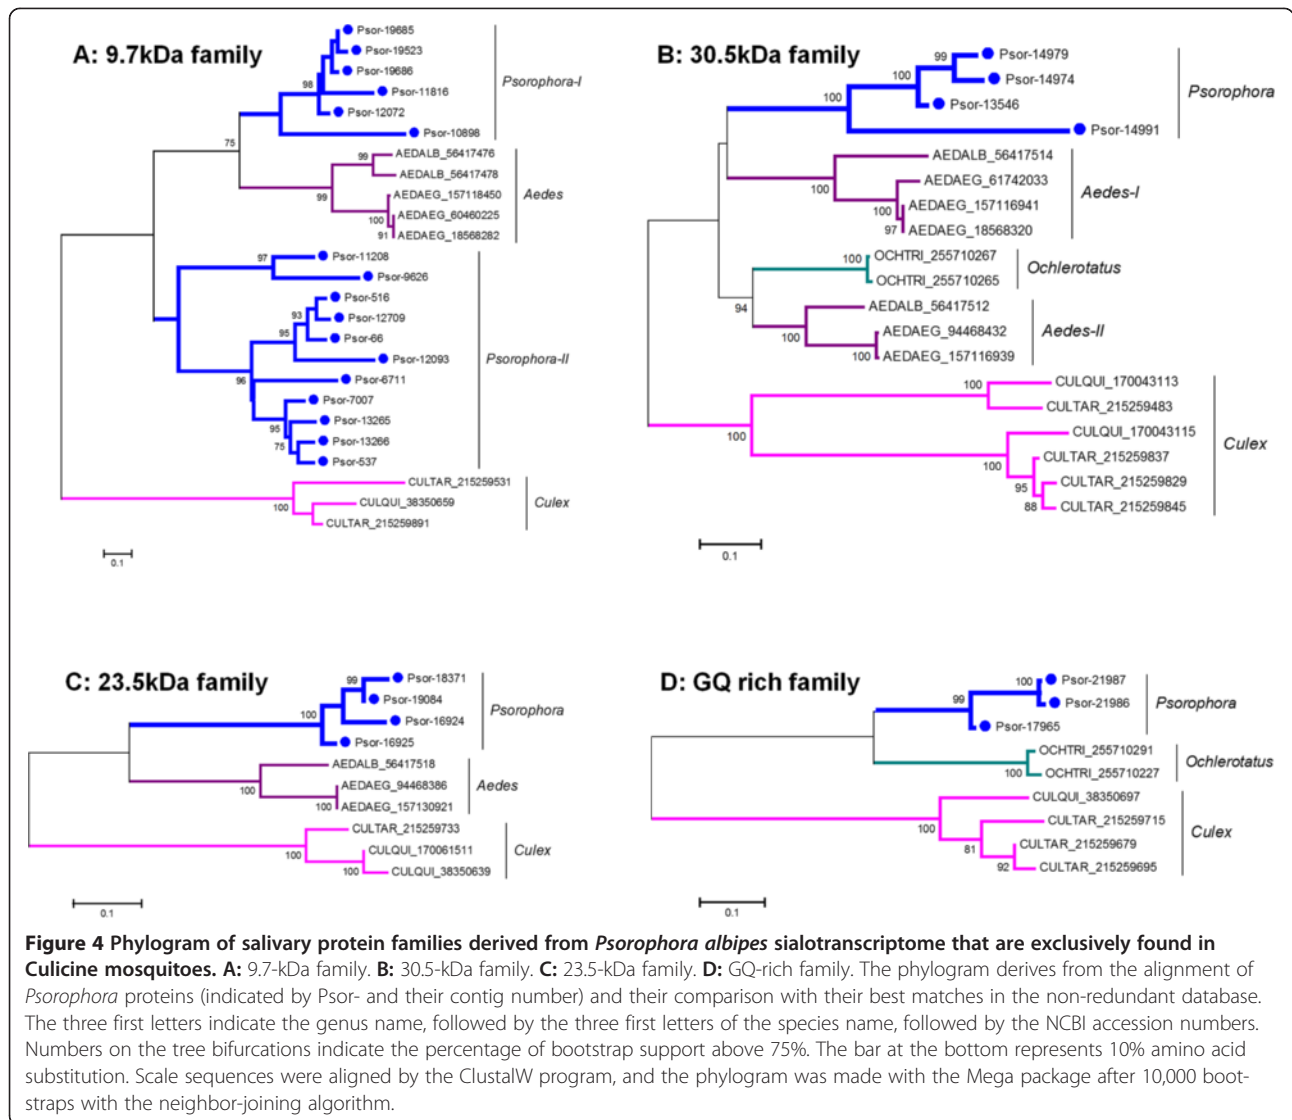 A: 9.7kDa family
Psor-19685
Psor-19523
Psor-19686
Psor-11816
Psor-12072
Psor-10898
98
Psorophora-I
75
AEDALB_56417476
AEDALB_56417478
AEDAEG_157118450
AEDAEG_60460225
AEDAEG_18568282
99
99
100
91
Aedes
Psor-11208
Psor-9626
Psor-516
Psor-12709
Psor-66
Psor-12093
Psor-6711
Psor-7007
Psor-13265
Psor-13266
Psor-537
97
93
95
96
95
75
Psorophora-II
CULTAR_215259531
CULQUI_38350659
CULTAR_215259891
100
Culex
0.1
B: 30.5kDa family
Psor-14979
Psor-14974
Psor-13546
Psor-14991
99
100
100
Psorophora
AEDALB_56417514
AEDAEG_61742033
AEDAEG_157116941
AEDAEG_18568320
100
100
97
Aedes-I
OCHTRI_255710267
OCHTRI_255710265
100
Ochlerotatus
94
AEDALB_56417512
AEDAEG_94468432
AEDAEG_157116939
100
100
Aedes-II
CULQUI_170043113
CULTAR_215259483
CULQUI_170043115
CULTAR_215259837
CULTAR_215259829
CULTAR_215259845
100
100
100
95
88
Culex
0.1
C: 23.5kDa family
Psor-18371
Psor-19084
Psor-16924
Psor-16925
99
100
Psorophora
AEDALB_56417518
AEDAEG_94468386
AEDAEG_157130921
100
100
Aedes
CULTAR_215259733
CULQUI_170061511
CULQUI_38350639
100
100
Culex
0.1
D: GQ rich family
Psor-21987
Psor-21986
Psor-17965
100
99
Psorophora
OCHTRI_255710291
OCHTRI_255710227
100
Ochlerotatus
CULQUI_38350697
CULTAR_215259715
CULTAR_215259679
CULTAR_215259695
100
81
92
Culex
0.1
Figure 4 Phylogram of salivary protein families derived from Psorophora albipes sialotranscriptome that are exclusively found in
Culicine mosquitoes. A: 9.7-kDa family. B: 30.5-kDa family. C: 23.5-kDa family. D: GQ-rich family. The phylogram derives from the alignment of
Psorophora proteins (indicated by Psor- and their contig number) and their comparison with their best matches in the non-redundant database.
The three first letters indicate the genus name, followed by the three first letters of the species name, followed by the NCBI accession numbers.
Numbers on the tree bifurcations indicate the percentage of bootstrap support above 75%. The bar at the bottom represents 10% amino acid
substitution. Scale sequences were aligned by the ClustalW program, and the phylogram was made with the Mega package after 10,000 boot-
straps with the neighbor-joining algorithm.